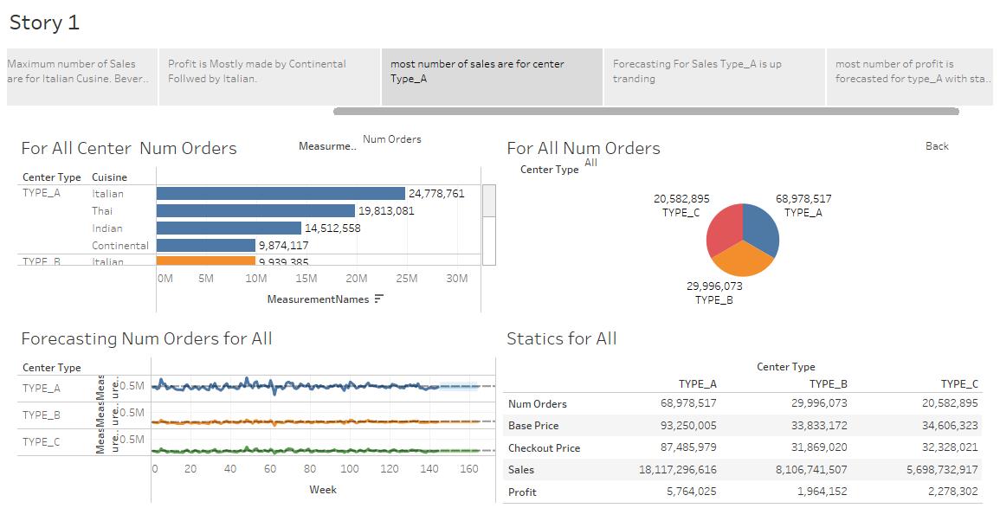 Story 1
Maximum number of Sales
are for Italian Cusine. Bever..
Profit is Mostly made by Continental
Follwed by Italian.
most number of sales are for center
Type_A
Forecasting For Sales Type_A is up
tranding
most number of profit is
forecasted for type_A with sta..
For All Center Num Orders
Measurme.. Num Orders
Center Type Cuisine
TYPE_A Italian 24,778,761
Thai 19,813,081
Indian 14,512,558
Continental 9,874,117
TYPE_B Italian 9,939,385
0M 5M 10M 15M 20M 25M 30M
MeasurementNames
For All Num Orders
Back
Center Type All
20,582,895
TYPE_C
68,978,517
TYPE_A
29,996,073
TYPE_B
Forecasting Num Orders for All
Center Type
TYPE_A Meas ure.. 0.5M
TYPE_B Meas ure.. 0.5M
TYPE_C Meas ure.. 0.5M
0 20 40 60 80 100 120 140 160
Week
Statics for All
Center Type
TYPE_A TYPE_B TYPE_C
Num Orders 68,978,517 29,996,073 20,582,895
Base Price 93,250,005 33,833,172 34,606,323
Checkout Price 87,485,979 31,869,020 32,328,021
Sales 18,117,296,616 8,106,741,507 5,698,732,917
Profit 5,764,025 1,964,152 2,278,302